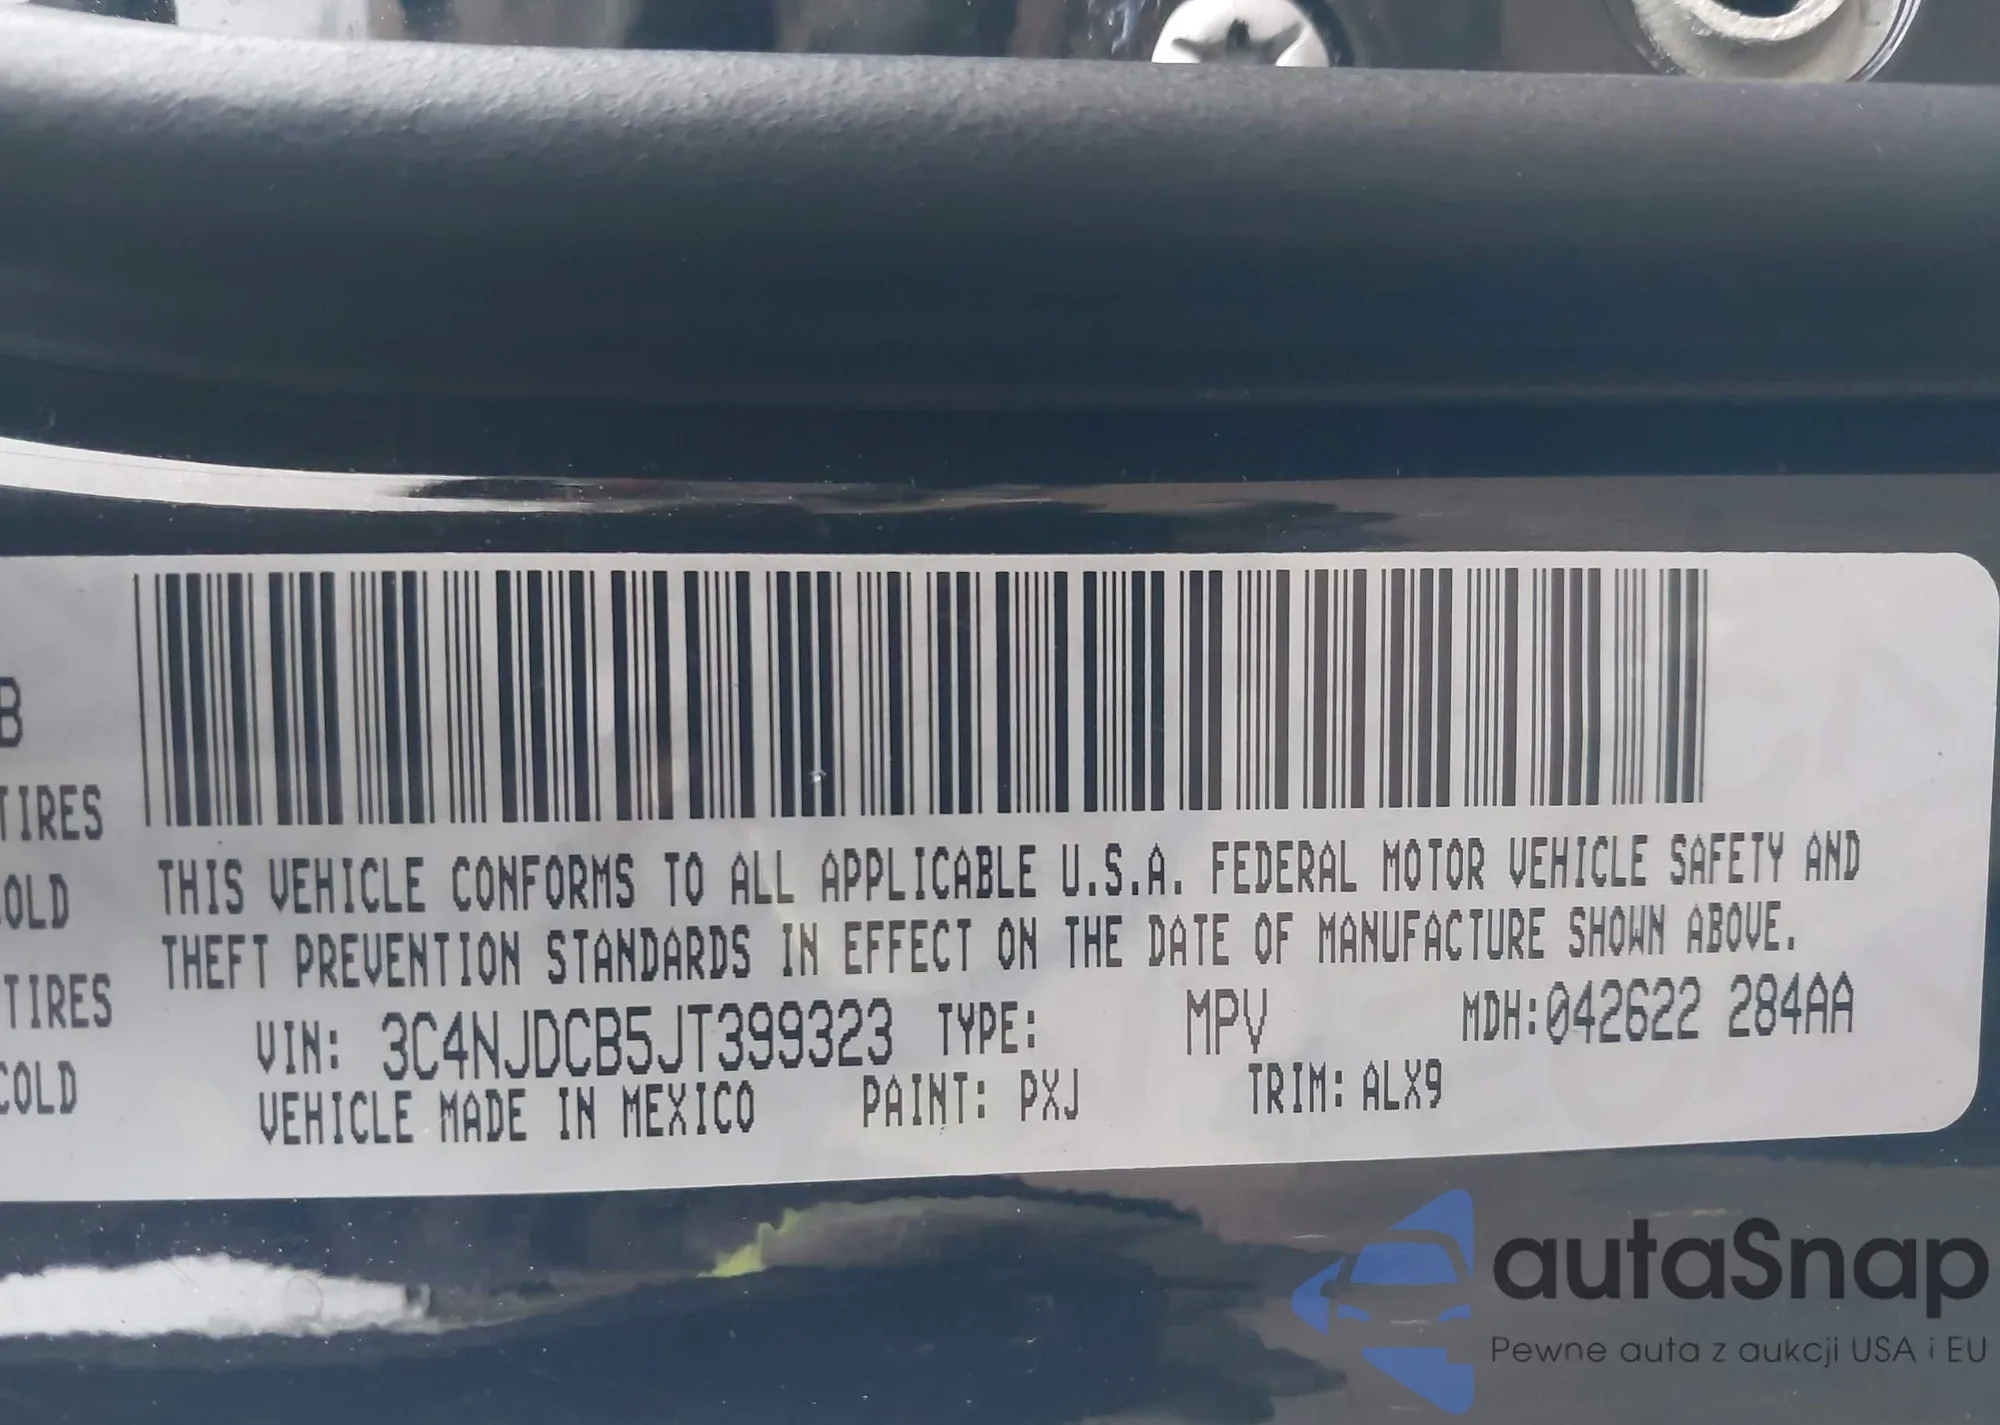 B
TIRES
COLD
TIRES
COLD
THIS VEHICLE CONFORMS TO ALL APPLICABLE U.S.A. FEDERAL MOTOR VEHICLE SAFETY AND
THEFT PREVENTION STANDARDS IN EFFECT ON THE DATE OF MANUFACTURE SHOWN ABOVE.
VIN: 3C4NJDCB5JT399323 TYPE: MPV MDH:042622 284AA
VEHICLE MADE IN MEXICO PAINT: PXJ TRIM: ALX9
autaSnap
Pewne auta z aukcji USA i EU